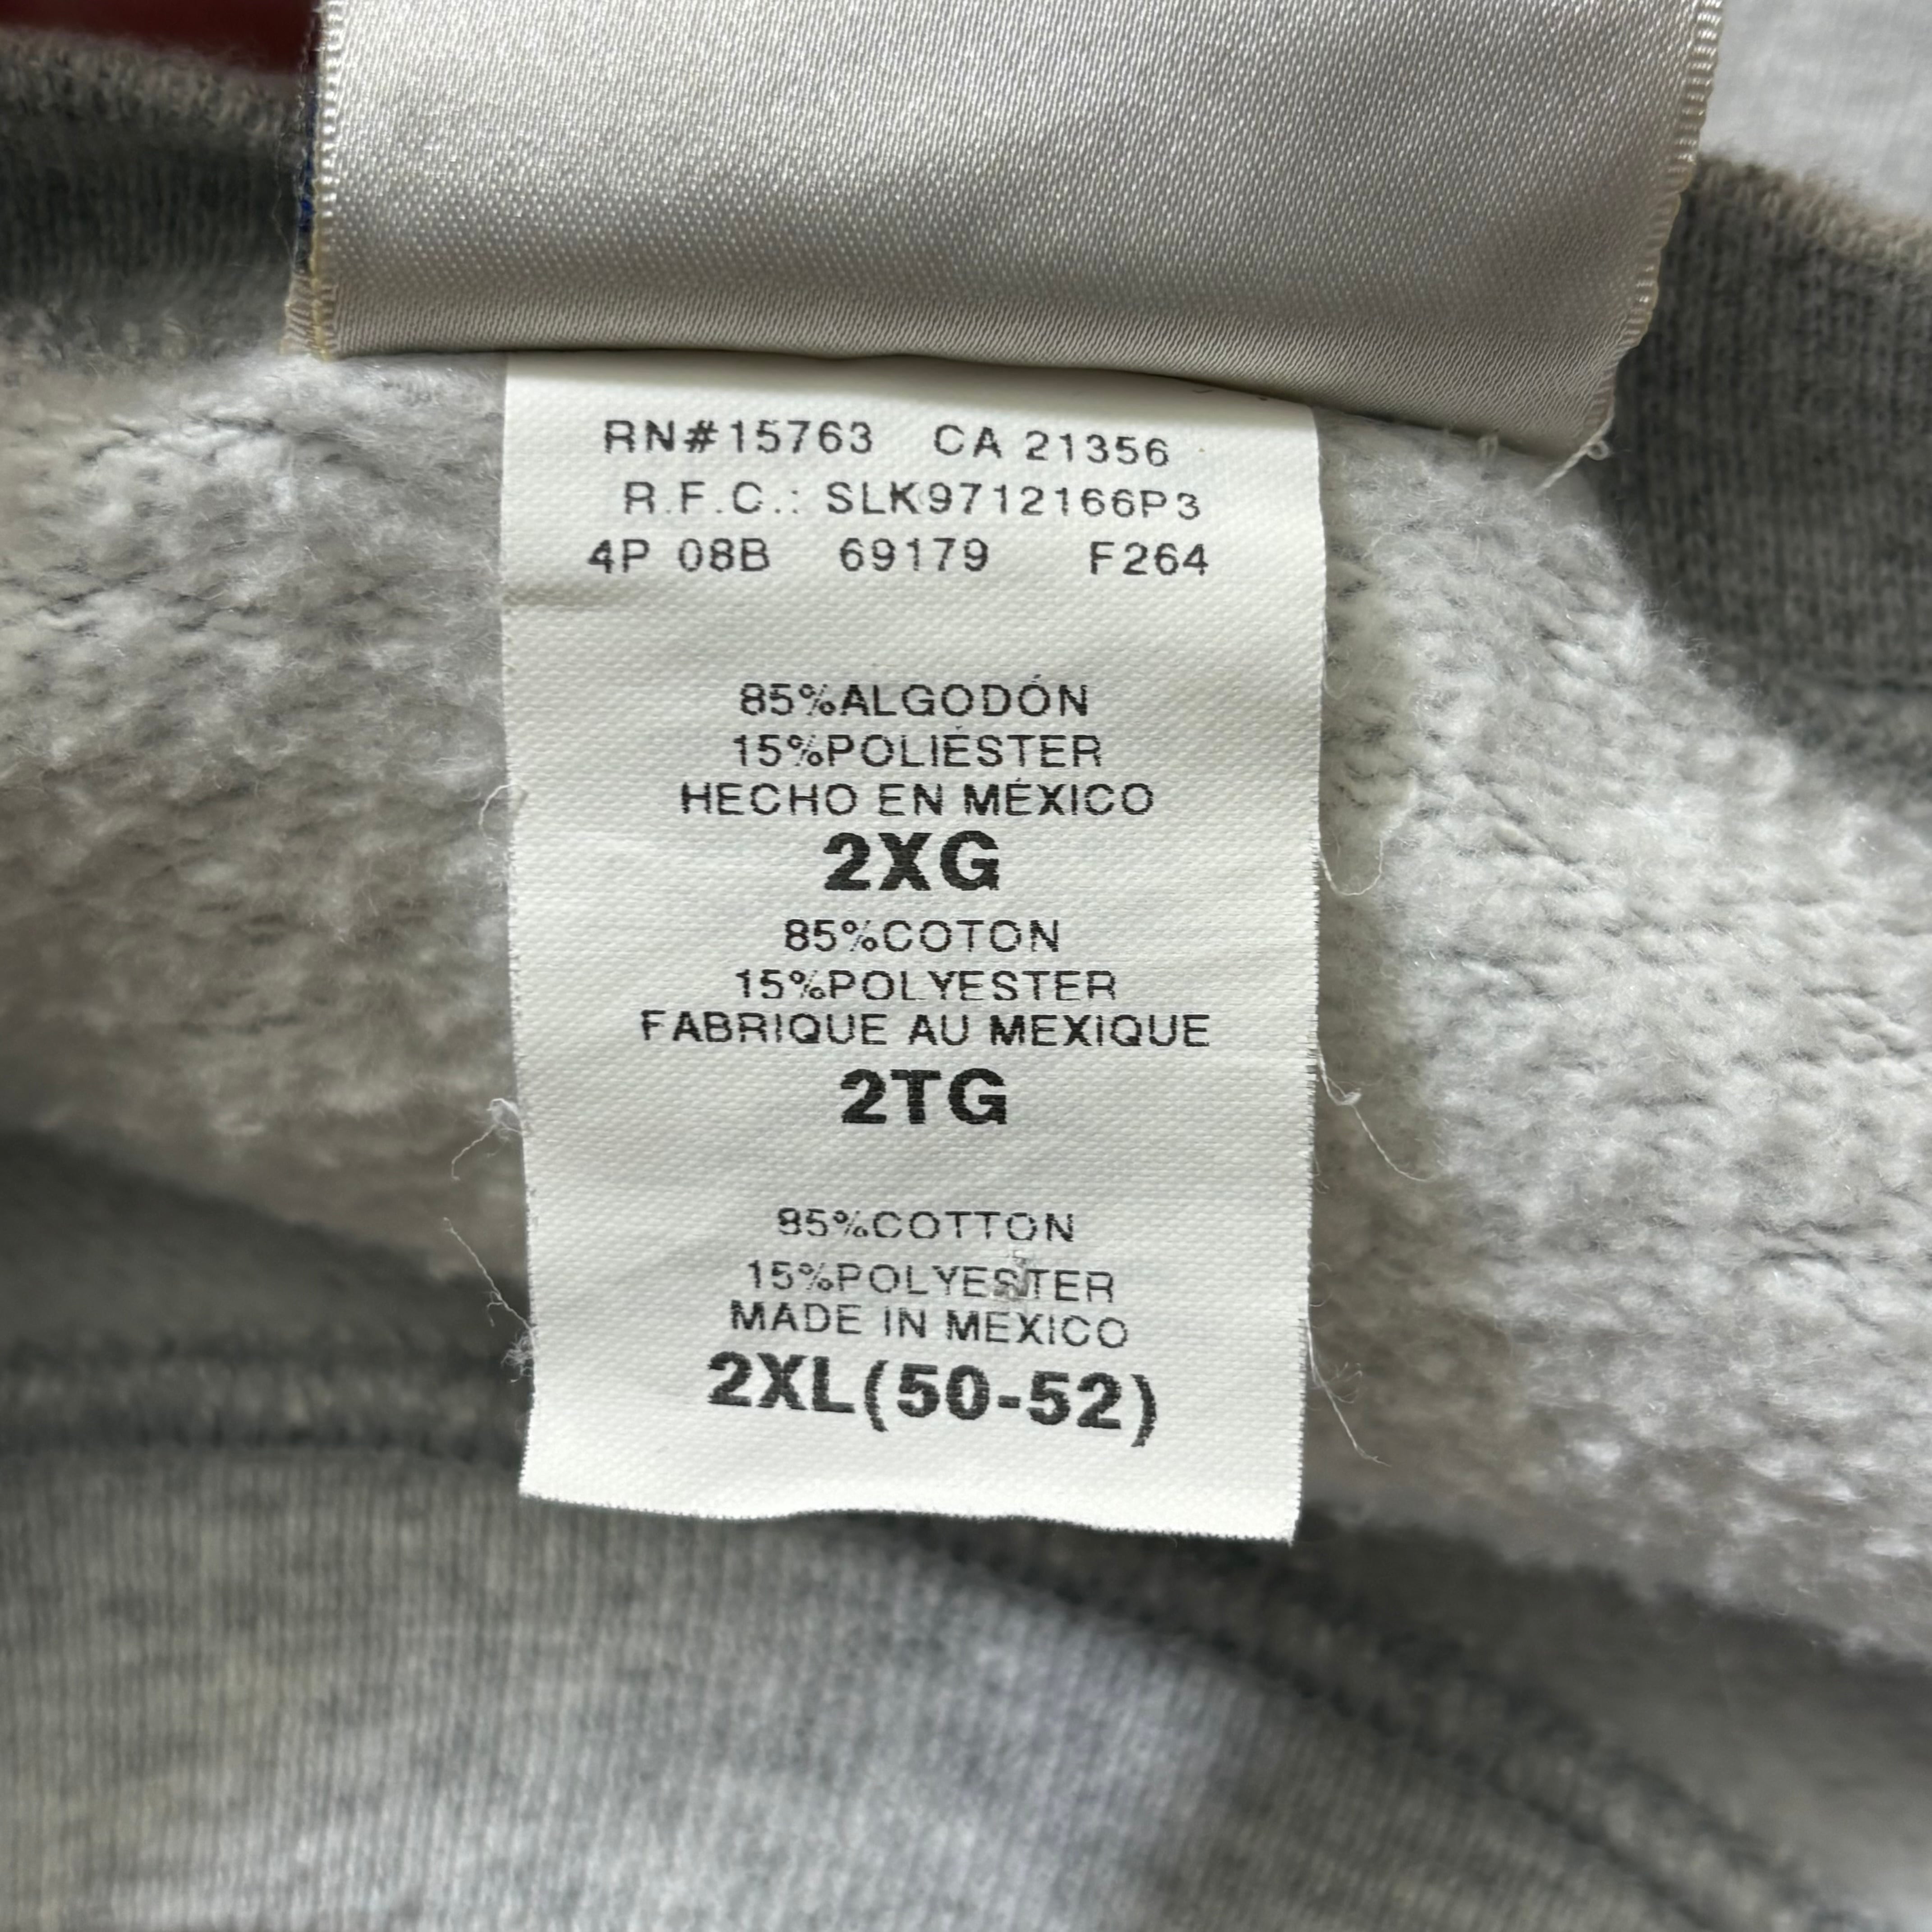 RN#15763 CA 21356
R.F.C.: SLK9712166P3
4P 08B 69179 F264
85%ALGODÓN
15%POLIÉSTER
HECHO EN MÉXICO
2XG
85%COTON
15%POLYESTER
FABRIQUE AU MEXIQUE
2TG
85%COTTON
15%POLYESTER
MADE IN MEXICO
2XL(50-52)